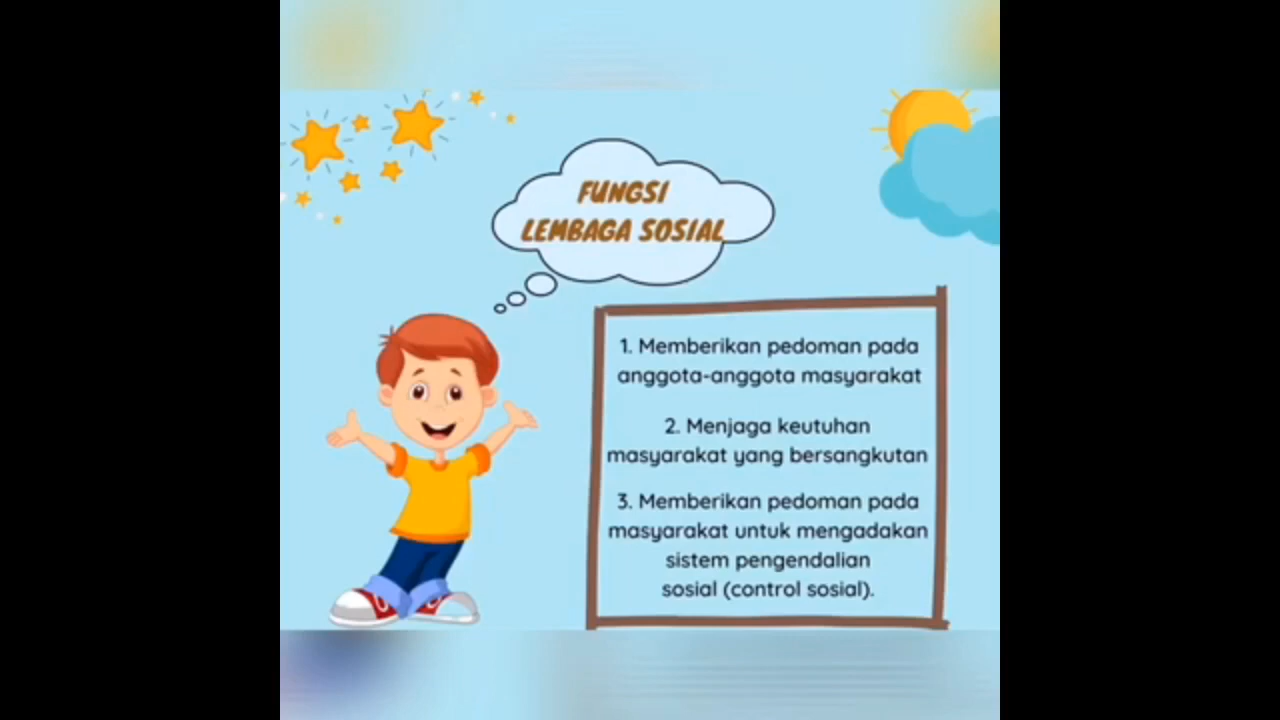 FUNGSI
LEMBAGA SOSIAL
1. Memberikan pedoman pada
anggota-anggota masyarakat
2. Menjaga keutuhan
masyarakat yang bersangkutan
3. Memberikan pedoman pada
masyarakat untuk mengadakan
sistem pengendalian
sosial (control sosial).